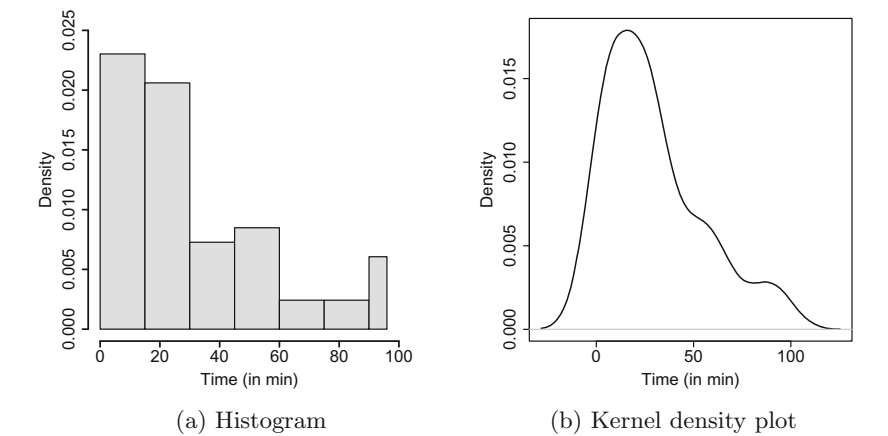 0.000 0.005 0.010 0.015 0.020 0.025
Density
0 20 40 60 80 100
Time (in min)
(a) Histogram
0.000 0.005 0.010 0.015
Density
0 50 100
Time (in min)
(b) Kernel density plot